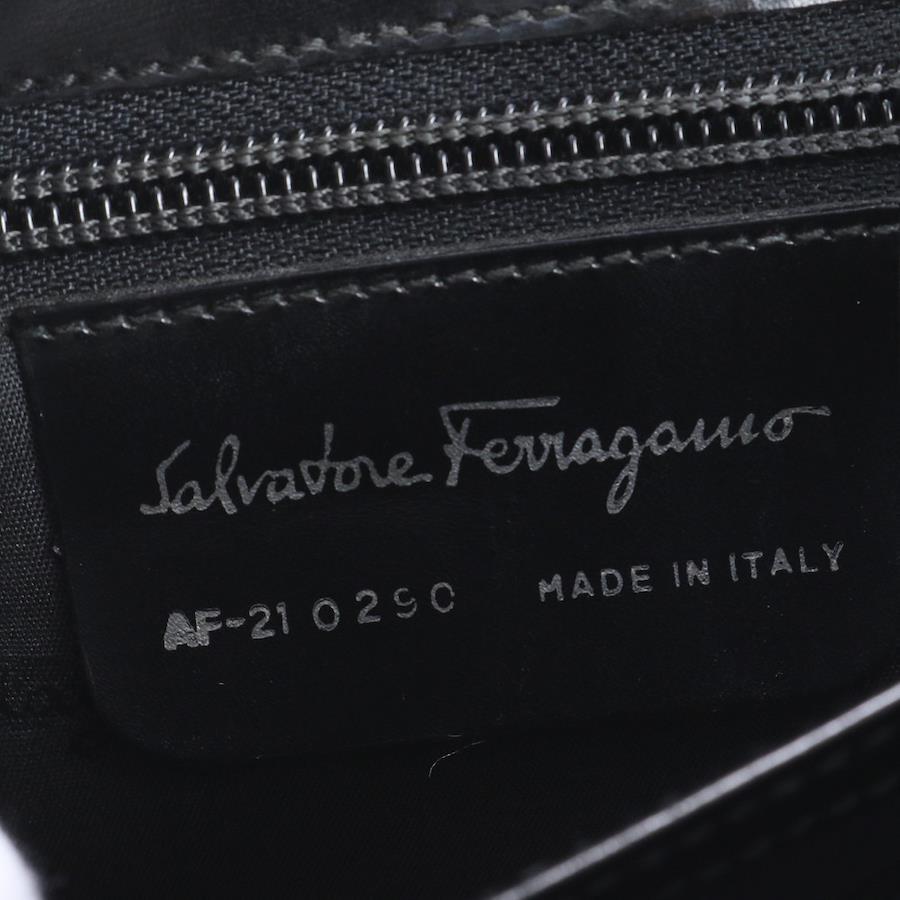 Salvatore Ferragamo
AF-21 0290 MADE IN ITALY